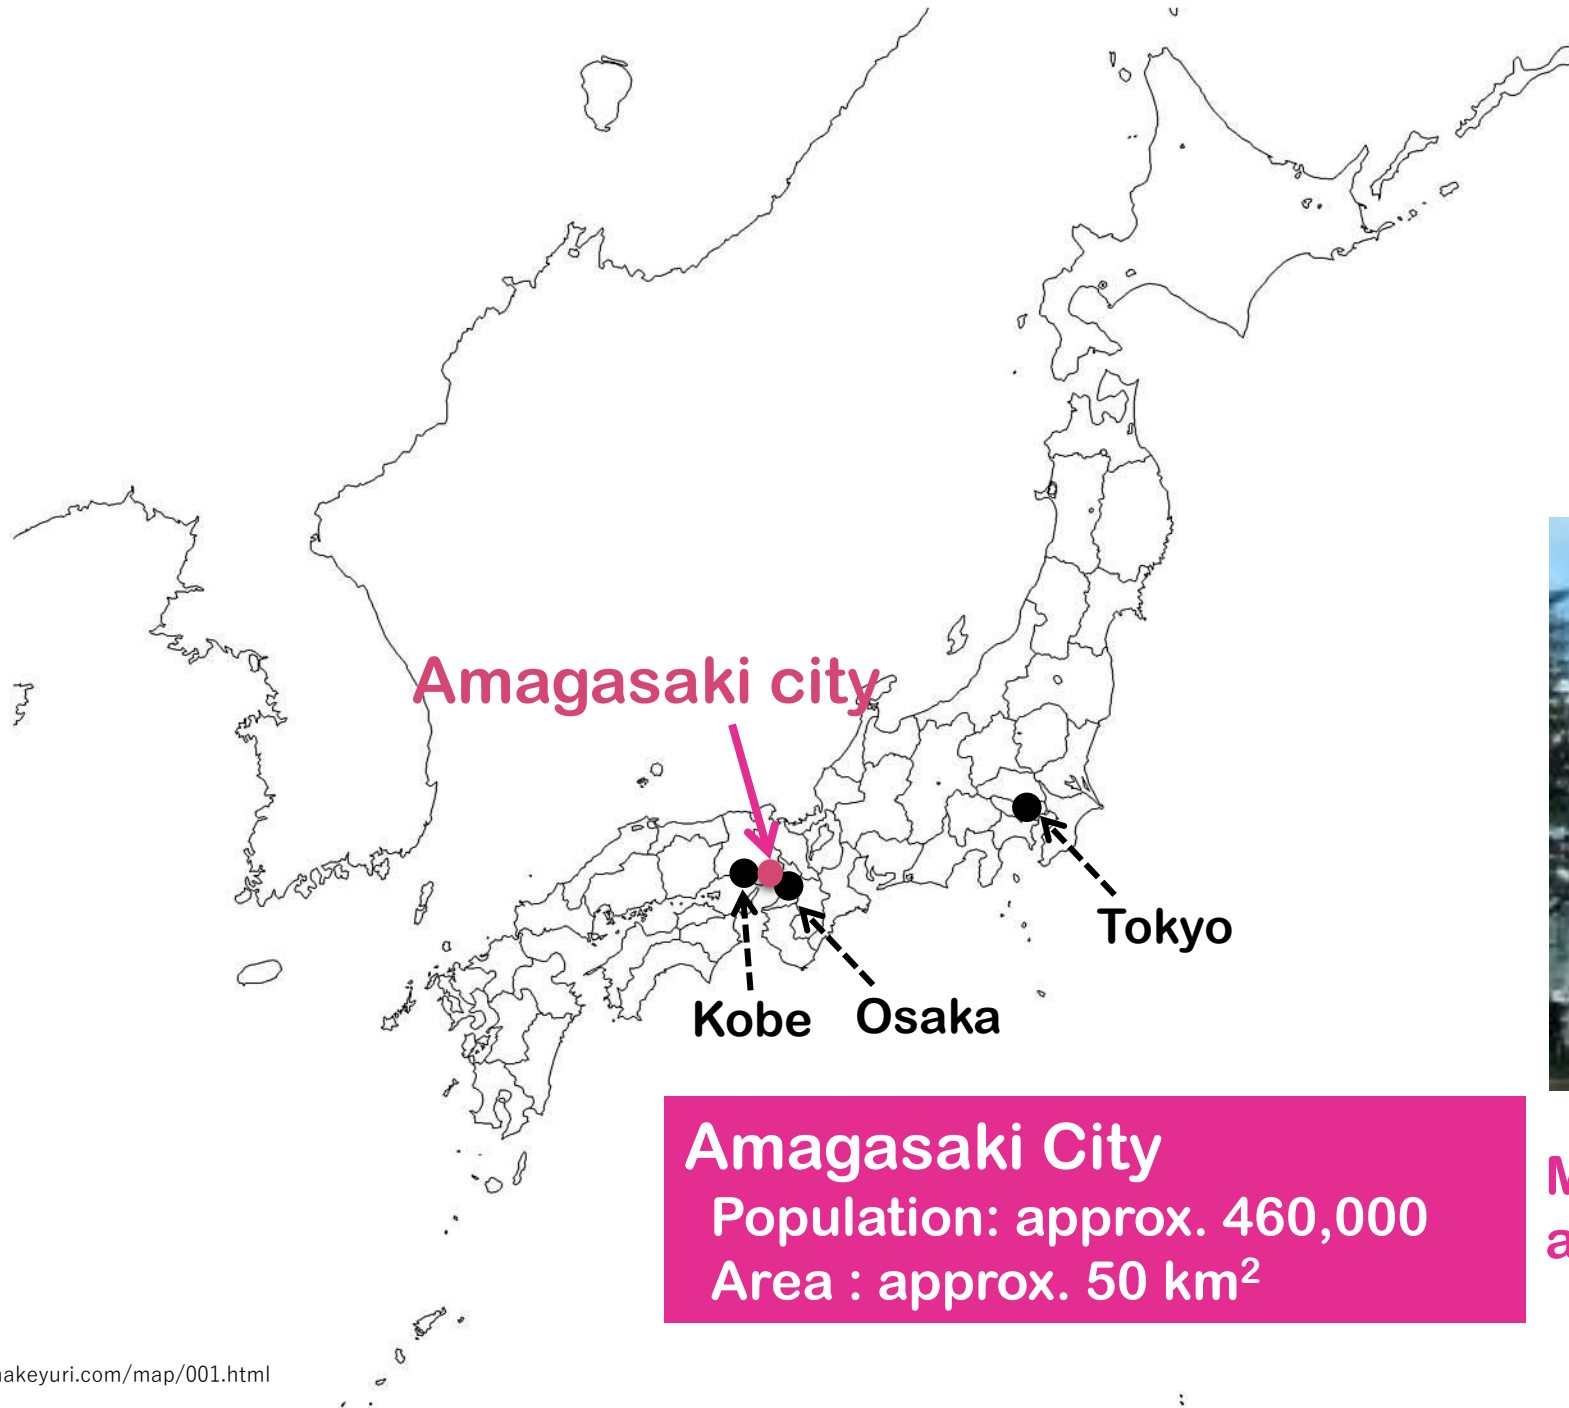 Amagasaki city
Tokyo
Kobe
Osaka
Amagasaki City
Population: approx. 460,000
Area : approx. 50 km²
akeyuri.com/map/001.html